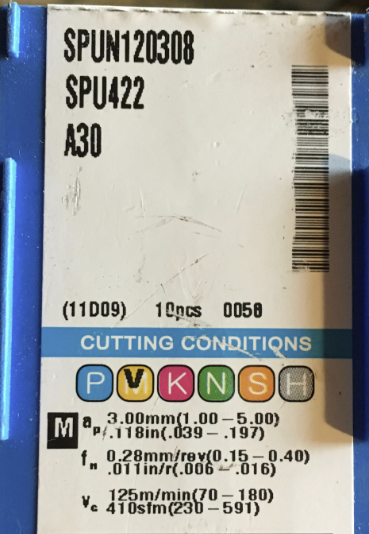 SPUN120308
SPU422
A30
(11D09) 10pcs 0058
CUTTING CONDITIONS
P M K N S H
M ap 3.00mm(1.00-5.00)
.118in(.039-.197)
fn 0.28mm/rev(0.15-0.40)
.011in/r(.006-.016)
vc 125m/min(70-180)
410sfm(230-591)